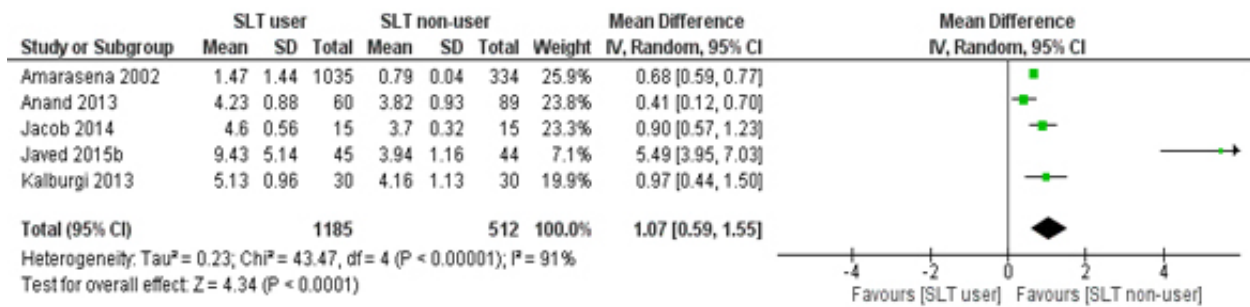 SLT user SLT non-user Mean Difference Mean Difference
Study or Subgroup Mean SD Total Mean SD Total Weight IV, Random, 95% CI IV, Random, 95% CI
Amarasena 2002 1.47 1.44 1035 0.79 0.04 334 25.9% 0.68 [0.59, 0.77]
Anand 2013 4.23 0.88 60 3.82 0.93 89 23.8% 0.41 [0.12, 0.70]
Jacob 2014 4.6 0.56 15 3.7 0.32 15 23.3% 0.90 [0.57, 1.23]
Javed 2015b 9.43 5.14 45 3.94 1.16 44 7.1% 5.49 [3.95, 7.03]
Kalburgi 2013 5.13 0.96 30 4.16 1.13 30 19.9% 0.97 [0.44, 1.50]
Total (95% CI) 1185 512 100.0% 1.07 [0.59, 1.55]
Heterogeneity: Tau² = 0.23; Chi² = 43.47, df = 4 (P < 0.00001); I² = 91%
Test for overall effect: Z = 4.34 (P < 0.0001)
-4 -2 0 2 4
Favours [SLT user] Favours [SLT non-user]